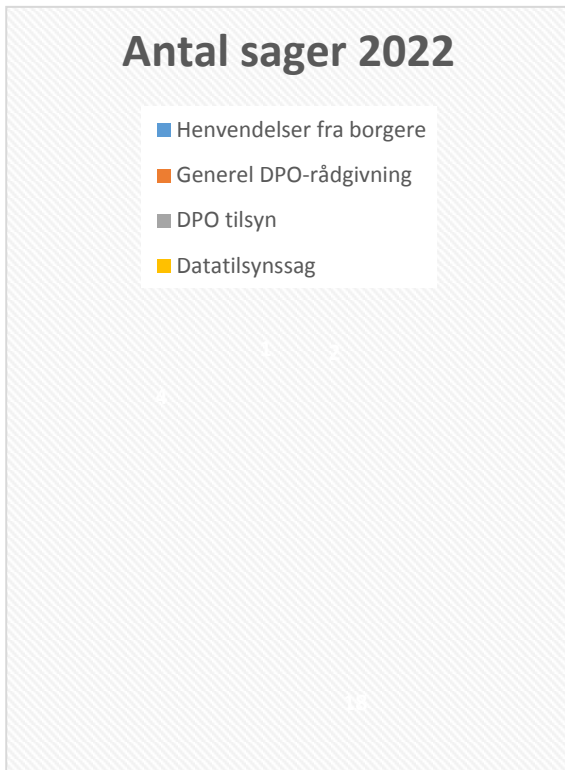 Antal sager 2022
Henvendelser fra borgere
Generel DPO-rådgivning
DPO tilsyn
Datatilsynssag
1
2
4
18